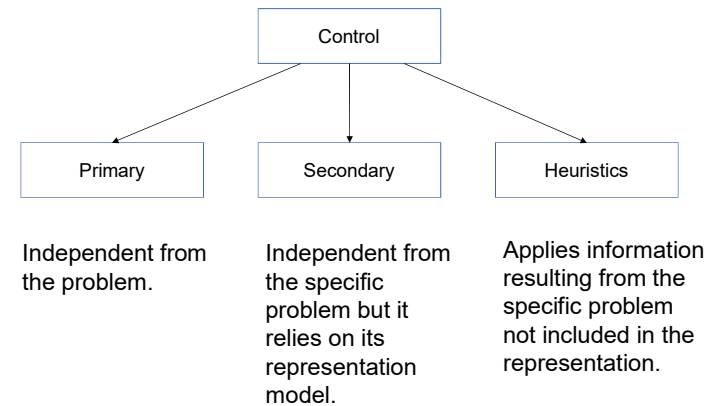 Control
Primary
Secondary
Heuristics
Independent from
the problem.
Independent from
the specific
problem but it
relies on its
representation
model.
Applies information
resulting from the
specific problem
not included in the
representation.